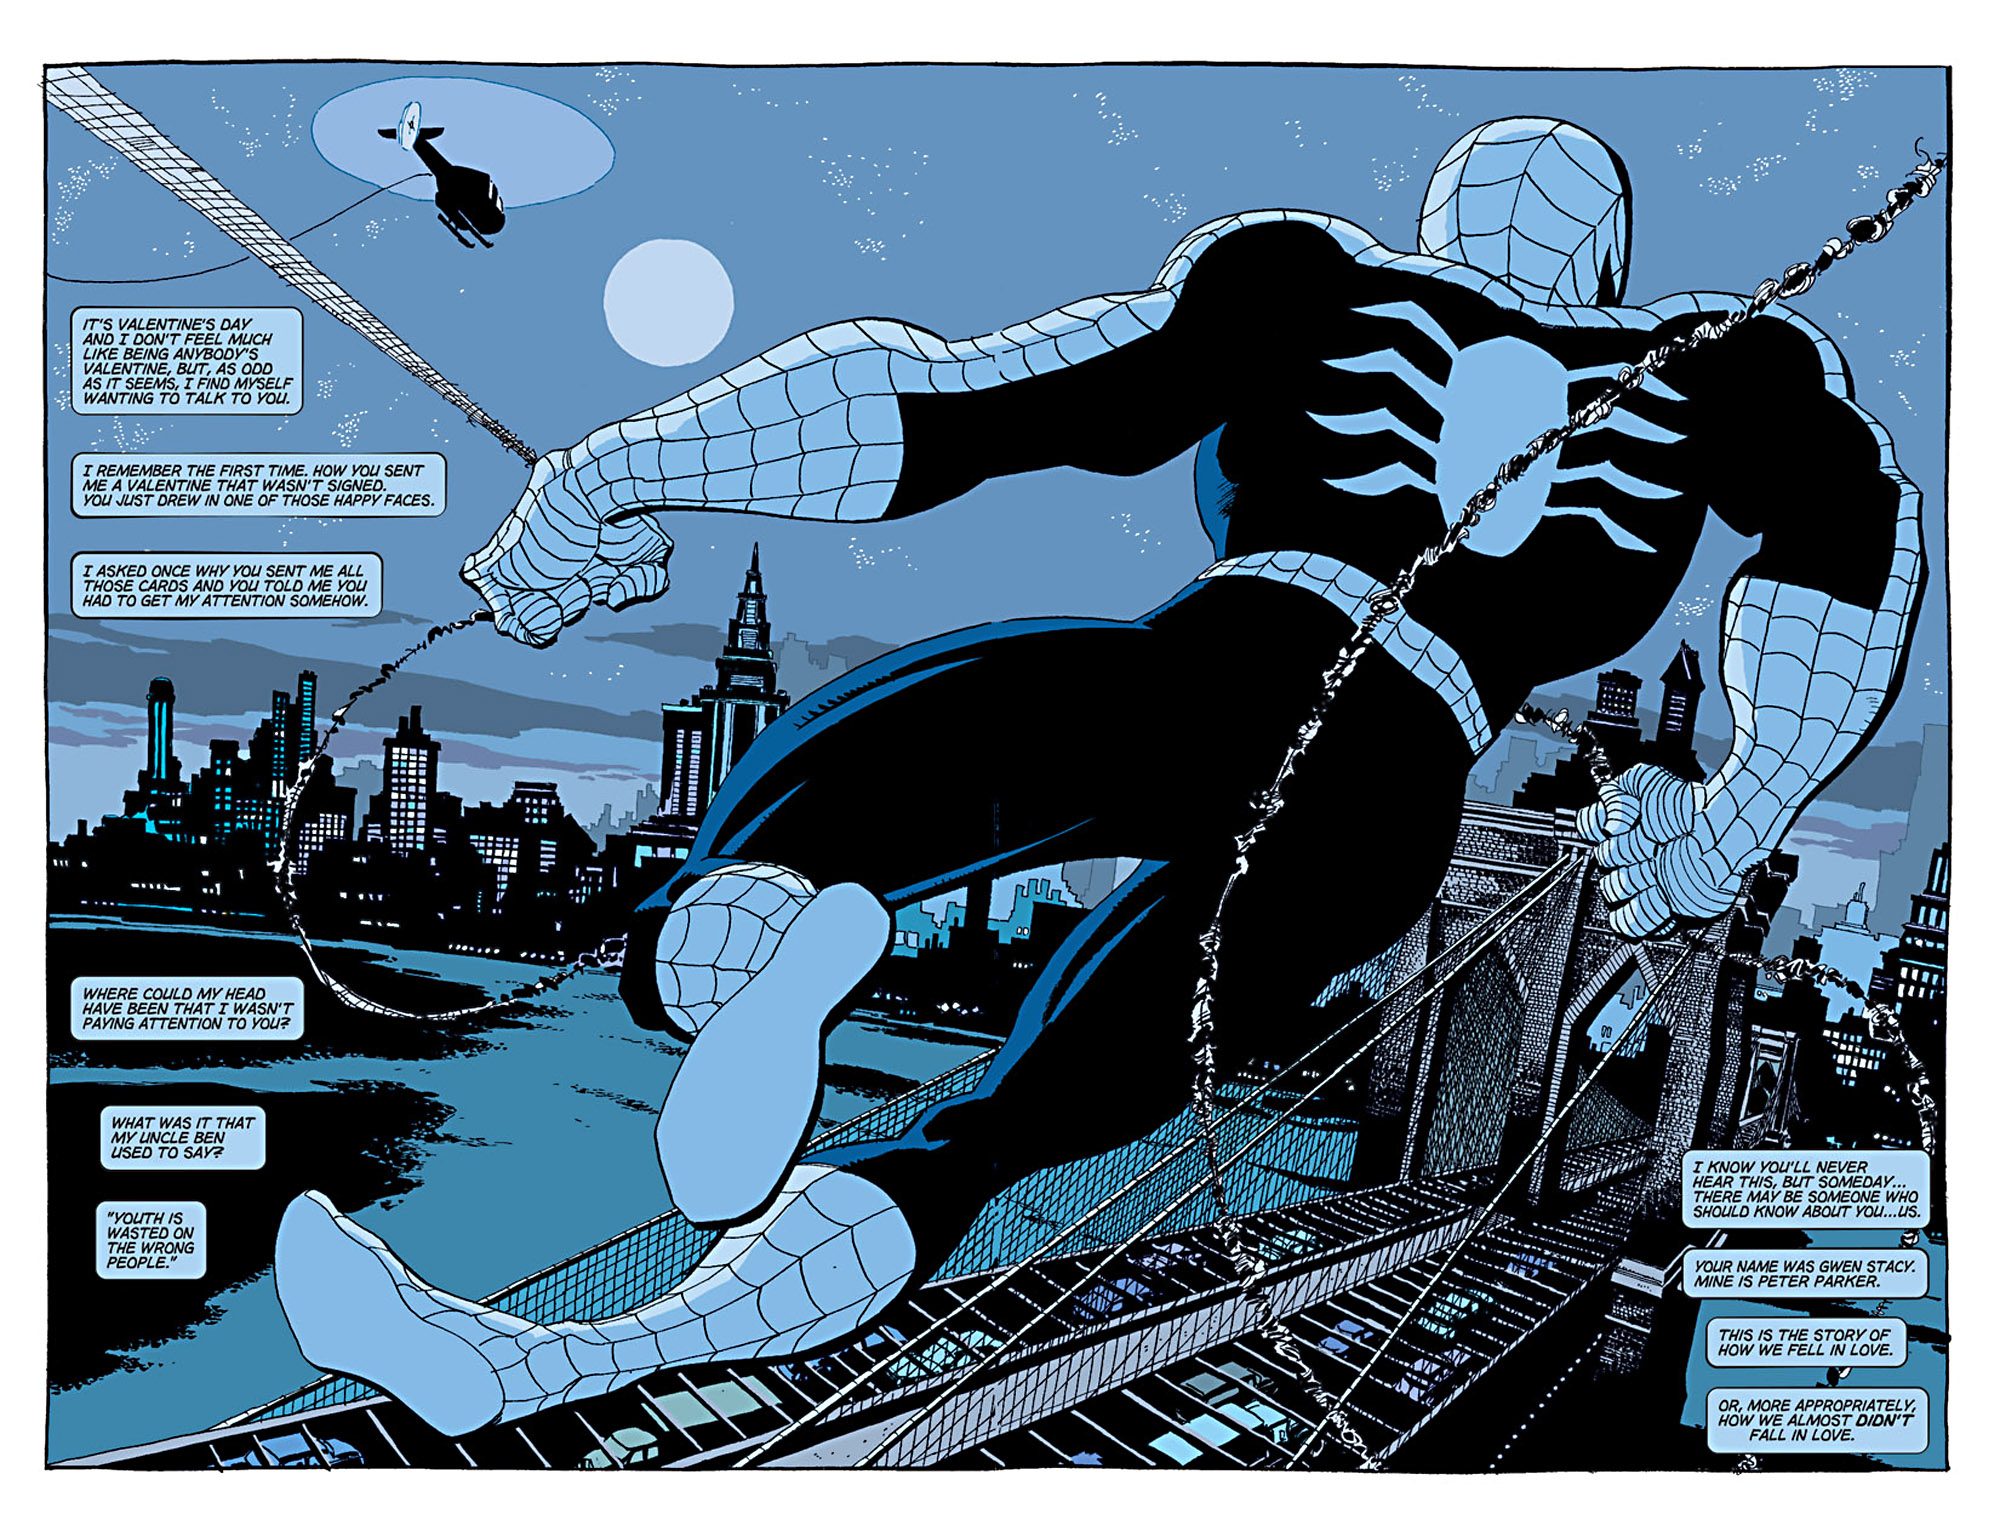 IT'S VALENTINE'S DAY
AND I DON'T FEEL MUCH
LIKE BEING ANYBODY'S
VALENTINE, BUT, AS ODD
AS IT SEEMS, I FIND MYSELF
WANTING TO TALK TO YOU.
I REMEMBER THE FIRST TIME. HOW YOU SENT
ME A VALENTINE THAT WASN'T SIGNED.
YOU JUST DREW IN ONE OF THOSE HAPPY FACES.
I ASKED ONCE WHY YOU SENT ME ALL
THOSE CARDS AND YOU TOLD ME YOU
HAD TO GET MY ATTENTION SOMEHOW.
WHERE COULD MY HEAD
HAVE BEEN THAT I WASN'T
PAYING ATTENTION TO YOU?
WHAT WAS IT THAT
MY UNCLE BEN
USED TO SAY?
"YOUTH IS
WASTED ON
THE WRONG
PEOPLE."
I KNOW YOU'LL NEVER
HEAR THIS, BUT SOMEDAY...
THERE MAY BE SOMEONE WHO
SHOULD KNOW ABOUT YOU...US.
YOUR NAME WAS GWEN STACY.
MINE IS PETER PARKER.
THIS IS THE STORY OF
HOW WE FELL IN LOVE.
OR, MORE APPROPRIATELY,
HOW WE ALMOST DIDN'T
FALL IN LOVE.